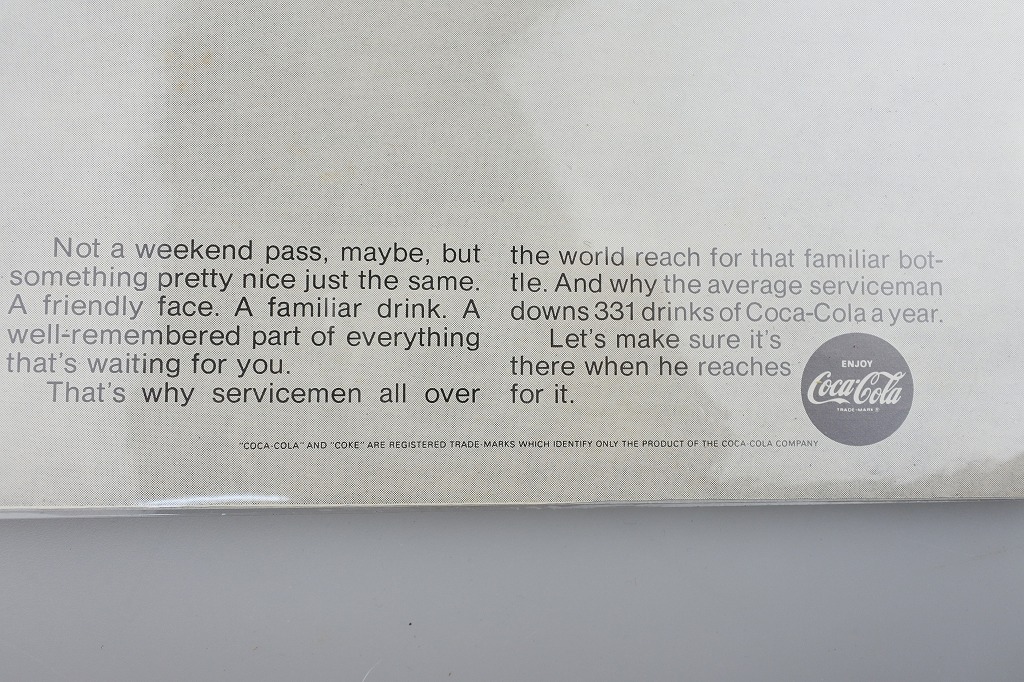 Not a weekend pass, maybe, but
something pretty nice just the same.
A friendly face. A familiar drink. A
well-remembered part of everything
that's waiting for you.
That's why servicemen all over
the world reach for that familiar bot-
tle. And why the average serviceman
downs 331 drinks of Coca-Cola a year.
Let's make sure it's
there when he reaches
for it.
ENJOY
Coca-Cola
TRADE-MARK ®
"COCA-COLA" AND "COKE" ARE REGISTERED TRADE-MARKS WHICH IDENTIFY ONLY THE PRODUCT OF THE COCA-COLA COMPANY